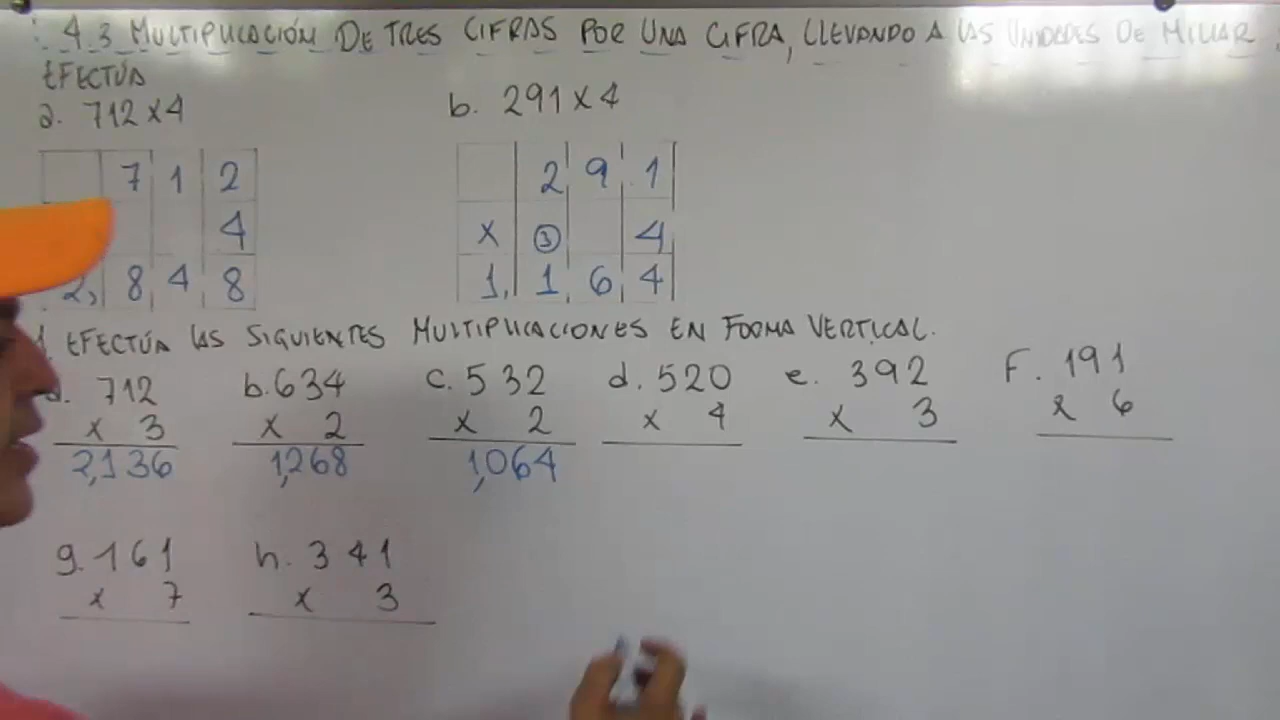 4.3 MULTIPLICACIÓN DE TRES CIFRAS POR UNA CIFRA, LLEVANDO A LAS UNIDADES DE MILLAR
EFECTÚA
a. 712 x 4 b. 291 x 4
7 1 2 2 9 1
4 x 3 4
2, 8 4 8 1, 1 6 4
1. EFECTÚA LAS SIGUIENTES MULTIPLICACIONES EN FORMA VERTICAL.
a. 712 b. 634 c. 532 d. 520 e. 392 F. 191
x 3 x 2 x 2 x 4 x 3 x 6
2,136 1,268 1,064
g. 161 h. 341
x 7 x 3